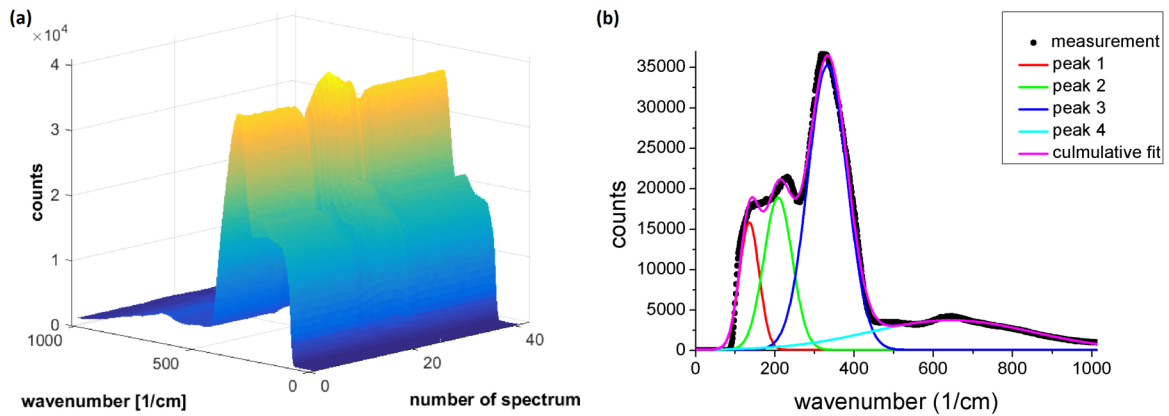 (a)
×10⁴
4
3
2
1
0
counts
1000
500
0
wavenumber [1/cm]
0
20
40
number of spectrum
(b)
measurement
peak 1
peak 2
peak 3
peak 4
culmulative fit
35000
30000
25000
20000
15000
10000
5000
0
counts
0 200 400 600 800 1000
wavenumber (1/cm)